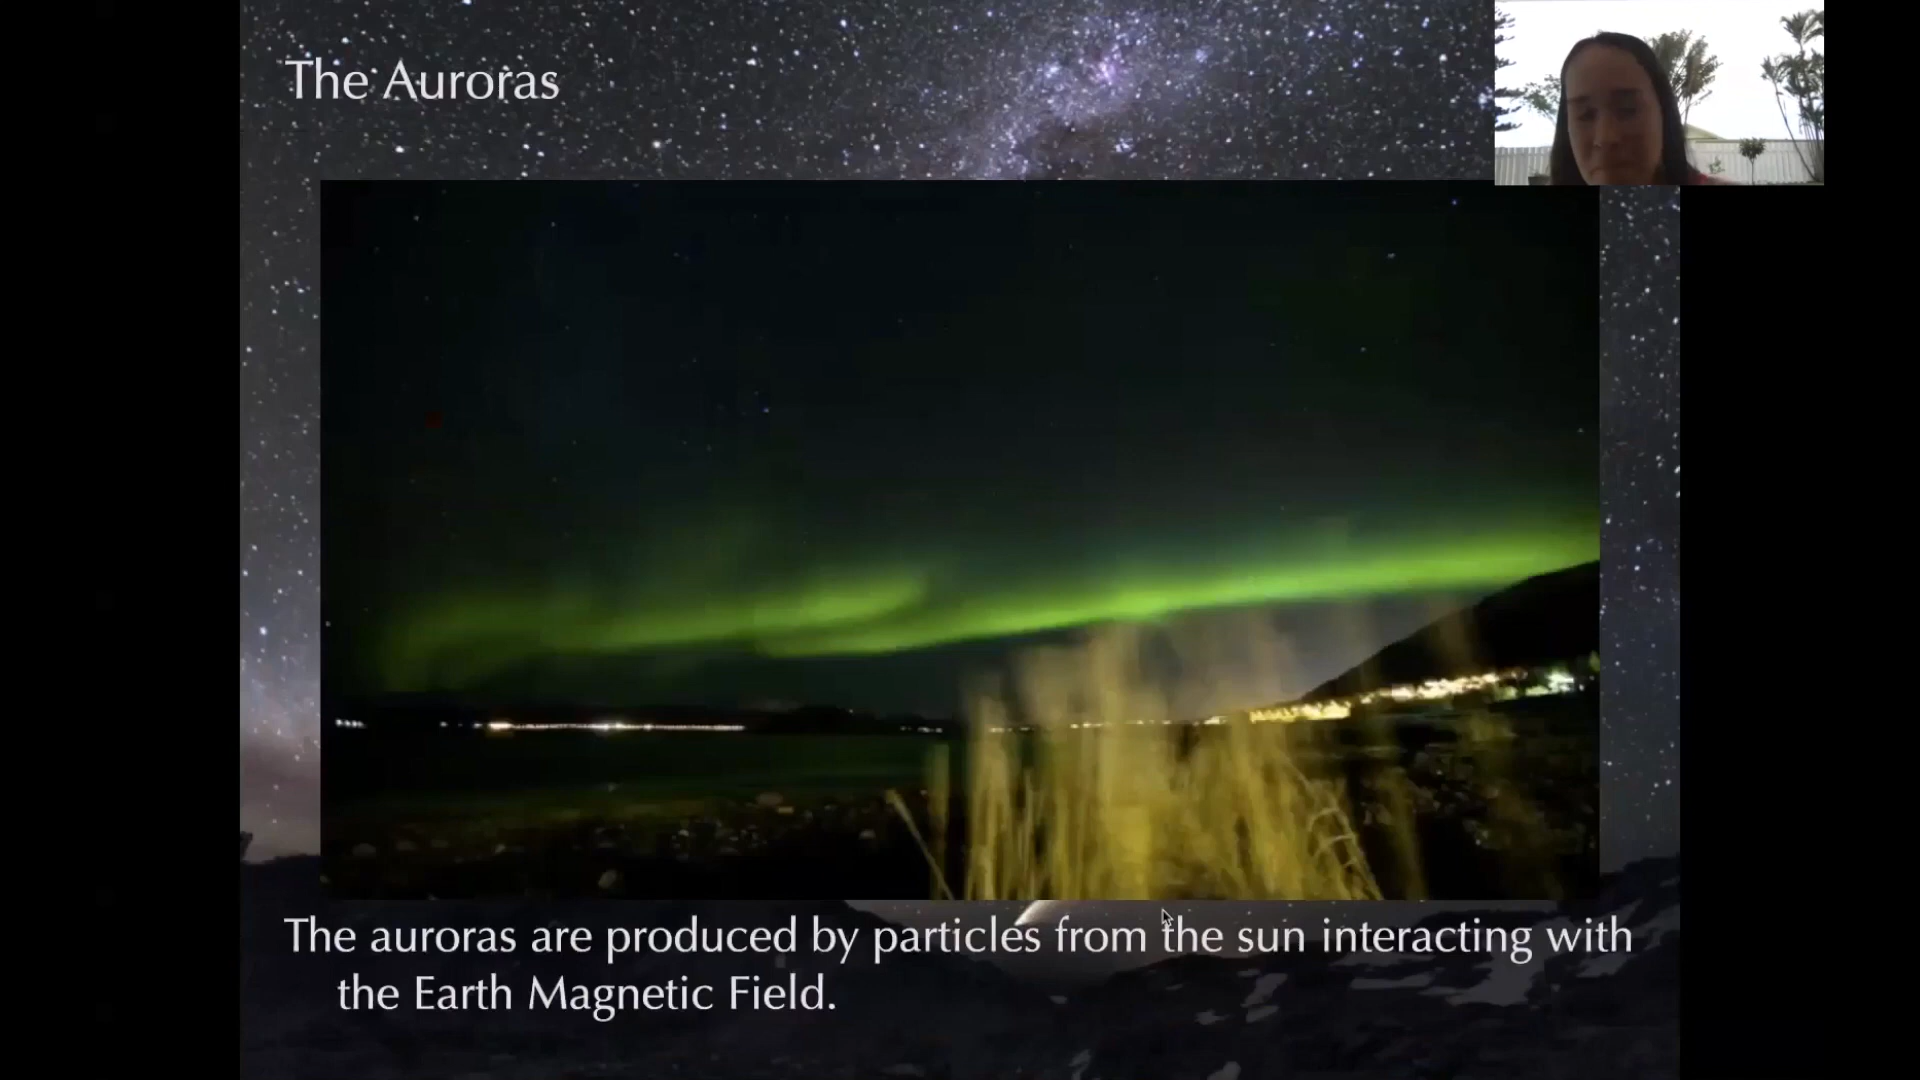 The Auroras
The auroras are produced by particles from the sun interacting with
the Earth Magnetic Field.